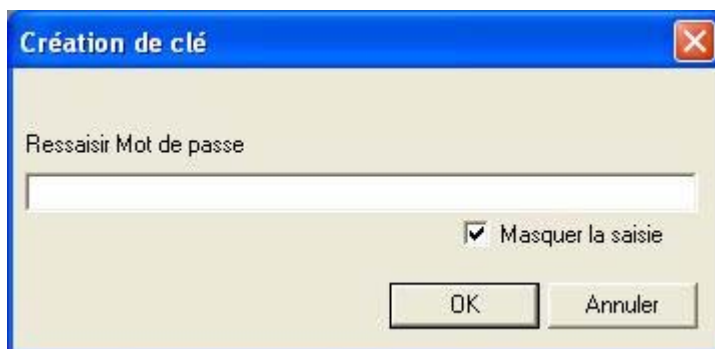 Création de clé
Ressaisir Mot de passe
Masquer la saisie
OK Annuler